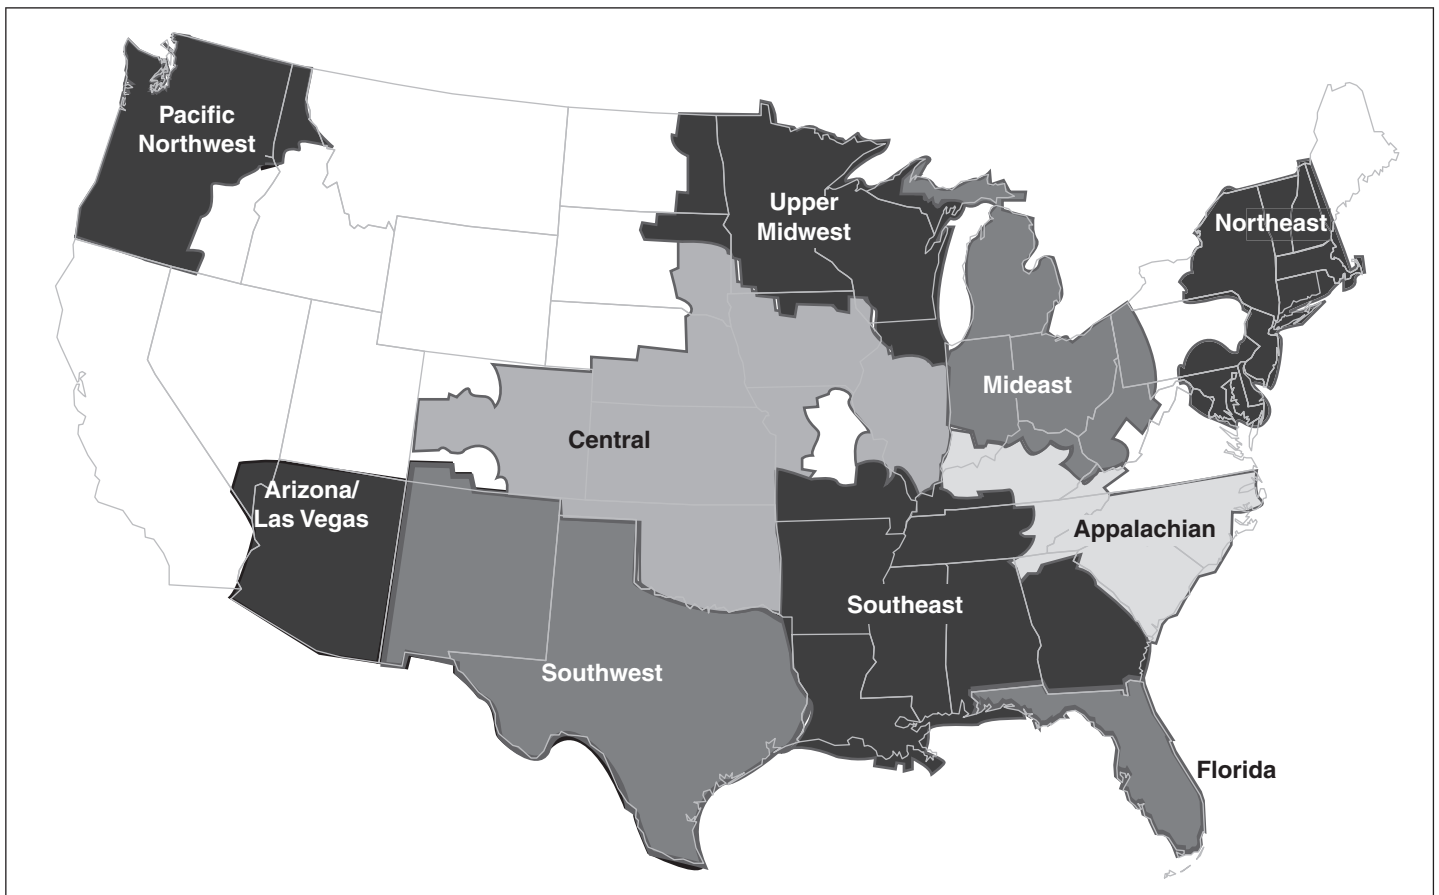 Pacific
Northwest
Upper
Midwest
Northeast
Mideast
Central
Arizona/
Las Vegas
Appalachian
Southeast
Southwest
Florida